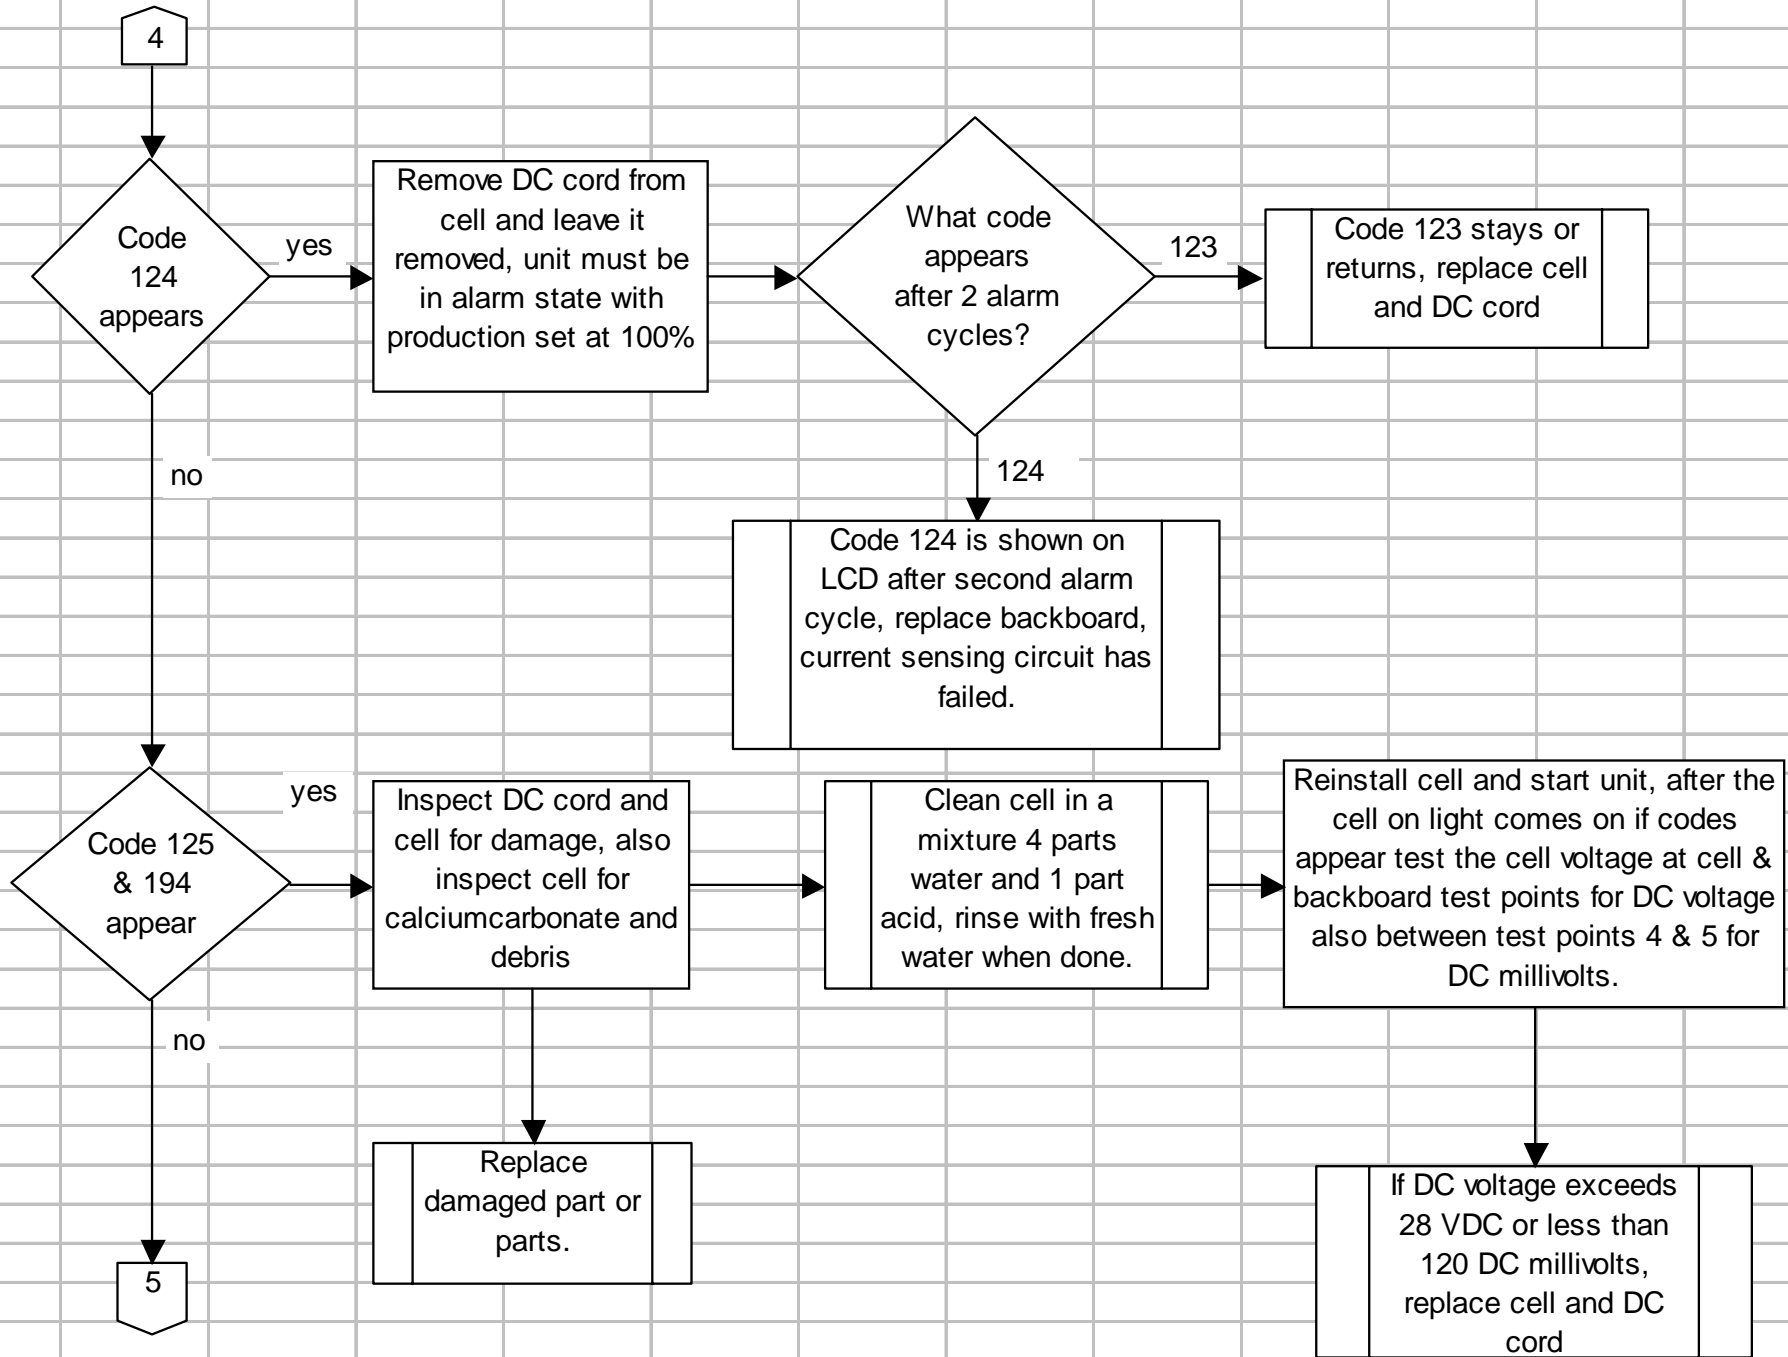 4
Code
124
appears
yes
Remove DC cord from
cell and leave it
removed, unit must be
in alarm state with
production set at 100%
What code
appears
after 2 alarm
cycles?
123
Code 123 stays or
returns, replace cell
and DC cord
no
124
Code 124 is shown on
LCD after second alarm
cycle, replace backboard,
current sensing circuit has
failed.
Code 125
& 194
appear
yes
Inspect DC cord and
cell for damage, also
inspect cell for
calciumcarbonate and
debris
Clean cell in a
mixture 4 parts
water and 1 part
acid, rinse with fresh
water when done.
Reinstall cell and start unit, after the
cell on light comes on if codes
appear test the cell voltage at cell &
backboard test points for DC voltage
also between test points 4 & 5 for
DC millivolts.
no
Replace
damaged part or
parts.
If DC voltage exceeds
28 VDC or less than
120 DC millivolts,
replace cell and DC
cord
5